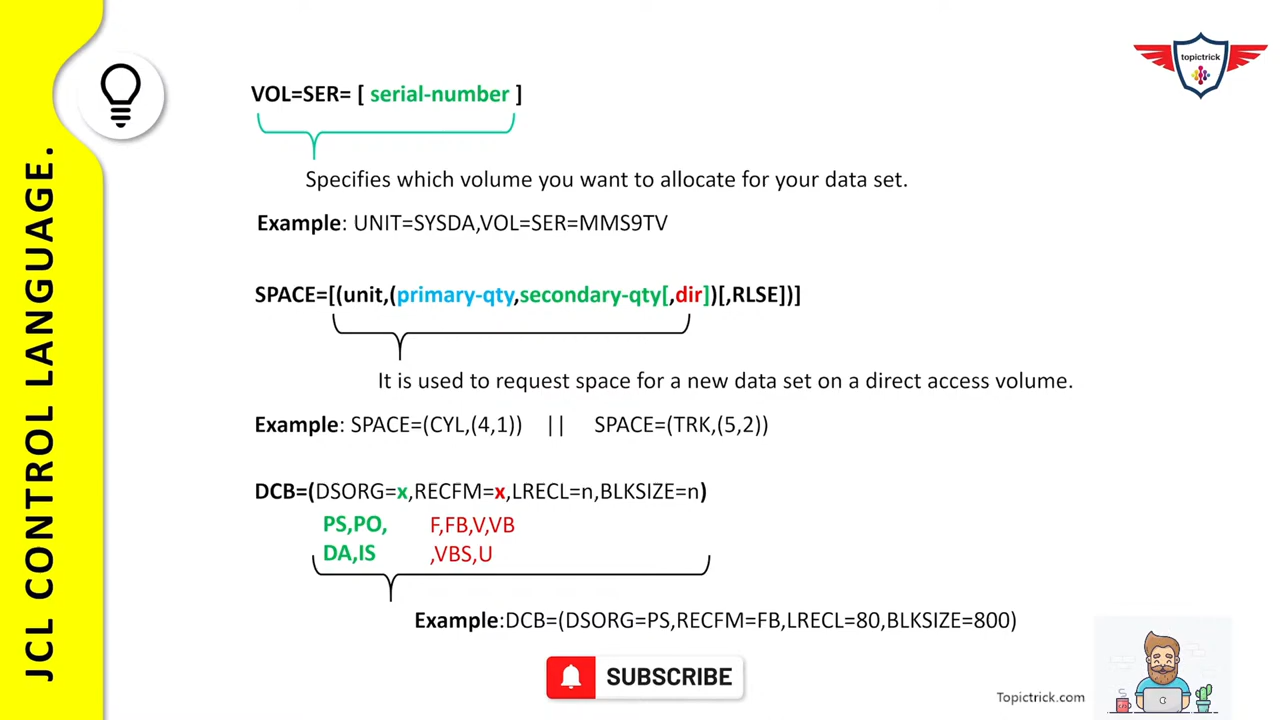 topictrick
JCL CONTROL LANGUAGE.
VOL=SER= [ serial-number ]
Specifies which volume you want to allocate for your data set.
Example: UNIT=SYSDA,VOL=SER=MMS9TV
SPACE=[(unit,(primary-qty,secondary-qty[,dir])[,RLSE])]
It is used to request space for a new data set on a direct access volume.
Example: SPACE=(CYL,(4,1)) || SPACE=(TRK,(5,2))
DCB=(DSORG=x,RECFM=x,LRECL=n,BLKSIZE=n)
PS,PO, F,FB,V,VB
DA,IS ,VBS,U
Example:DCB=(DSORG=PS,RECFM=FB,LRECL=80,BLKSIZE=800)
SUBSCRIBE
Topictrick.com